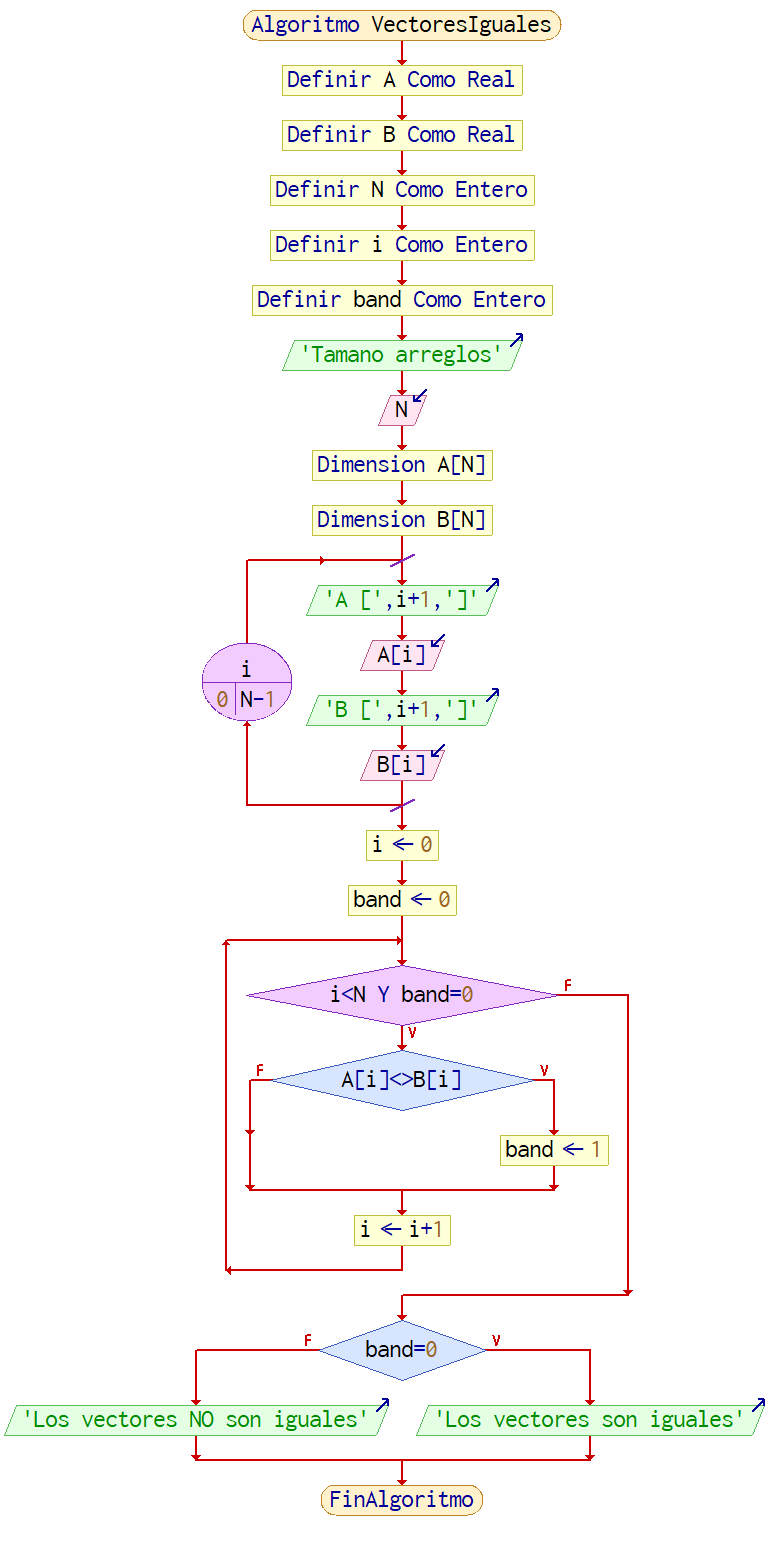 Algoritmo VectoresIguales
Definir A Como Real
Definir B Como Real
Definir N Como Entero
Definir i Como Entero
Definir band Como Entero
'Tamano arreglos'
N
Dimension A[N]
Dimension B[N]
'A [',i+1,']'
A[i]
i
0 N-1
'B [',i+1,']'
B[i]
i ← 0
band ← 0
i<N Y band=0
F
V
A[i]<>B[i]
F
V
band ← 1
i ← i+1
band=0
F
V
'Los vectores NO son iguales'
'Los vectores son iguales'
FinAlgoritmo